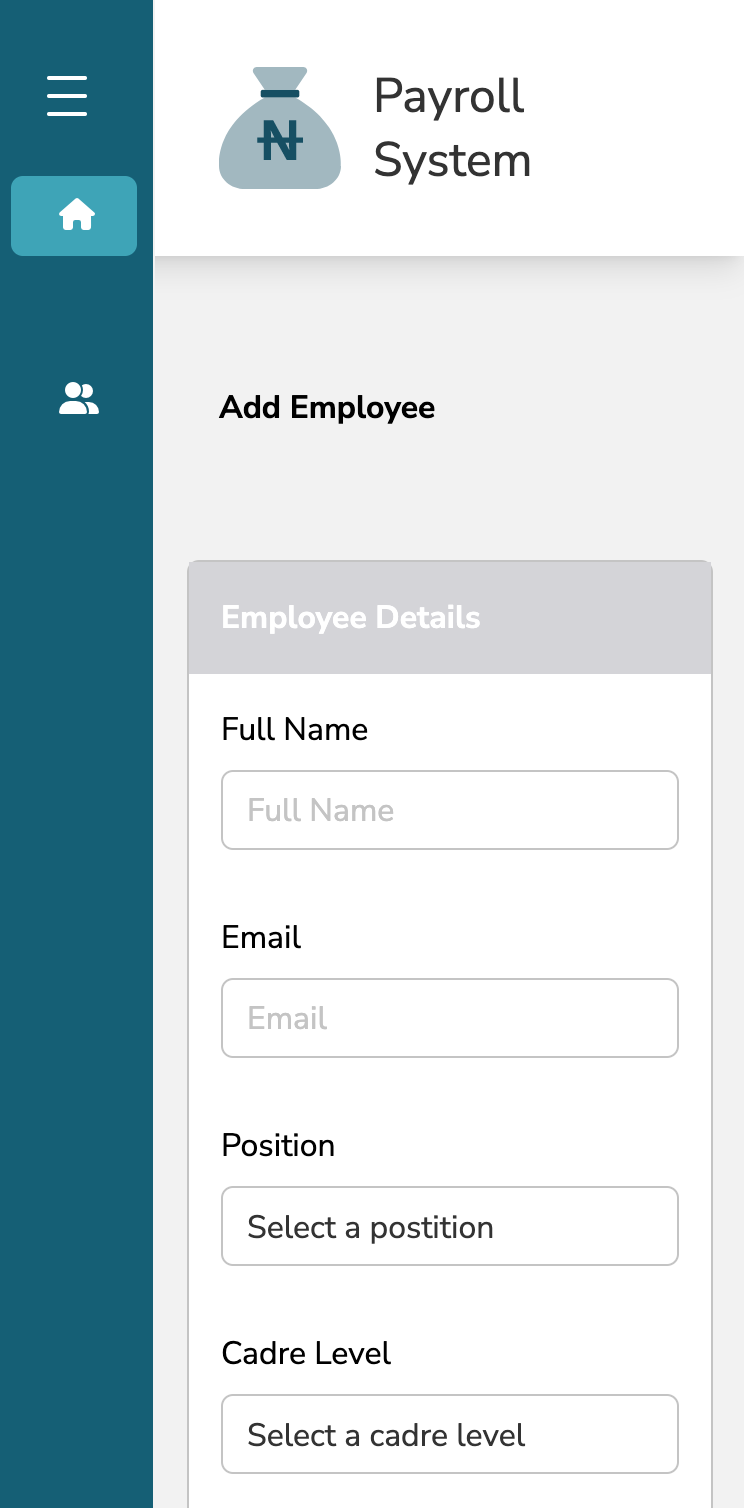 ₦
Payroll
System
Add Employee
Employee Details
Full Name
Full Name
Email
Email
Position
Select a postition
Cadre Level
Select a cadre level